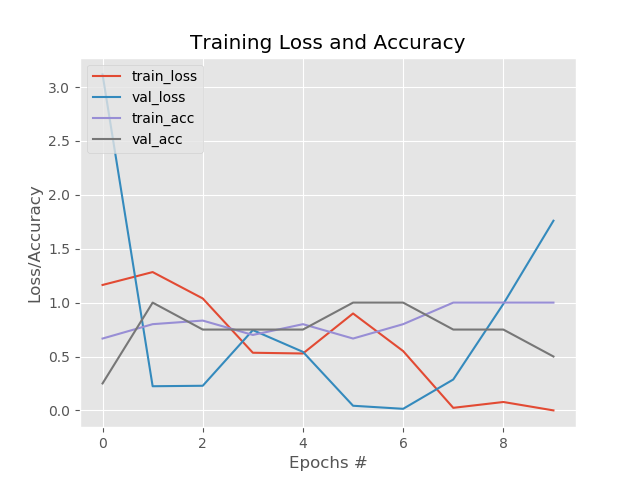 Training Loss and Accuracy
train_loss
val_loss
train_acc
val_acc
3.0
2.5
2.0
1.5
1.0
0.5
0.0
Loss/Accuracy
0 2 4 6 8
Epochs #